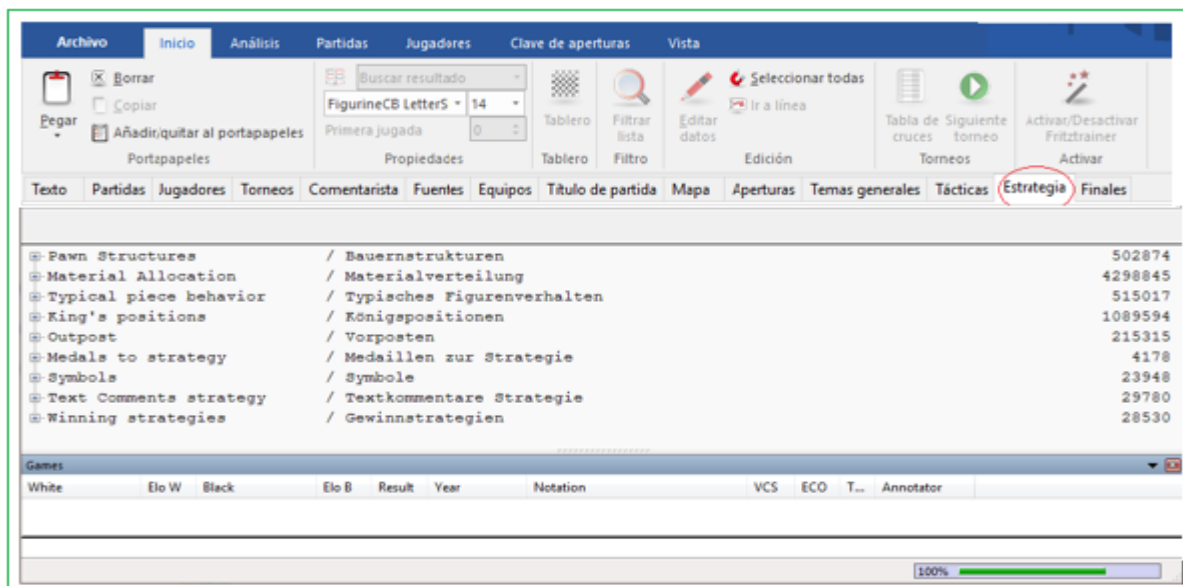 Archivo Inicio Análisis Partidas Jugadores Clave de aperturas Vista
Pegar
Borrar
Copiar
Añadir/quitar al portapapeles
Portapapeles
Buscar resultado
FigurineCB LetterS 14
Primera jugada 0
Propiedades
Tablero
Tablero
Filtrar lista
Filtro
Editar datos
Seleccionar todas
Ir a línea
Edición
Tabla de cruces
Siguiente torneo
Torneos
Activar/Desactivar Fritztrainer
Activar
Texto Partidas Jugadores Torneos Comentarista Fuentes Equipos Título de partida Mapa Aperturas Temas generales Tácticas Estrategia Finales
Pawn Structures / Bauernstrukturen 502874
Material Allocation / Materialverteilung 4298845
Typical piece behavior / Typisches Figurenverhalten 515017
King's positions / Königspositionen 1089594
Outpost / Vorposten 215315
Medals to strategy / Medaillen zur Strategie 4178
Symbols / Symbole 23948
Text Comments strategy / Textkommentare Strategie 29780
Winning strategies / Gewinnstrategien 28530
Games
White Elo W Black Elo B Result Year Notation VCS ECO T... Annotator
100%